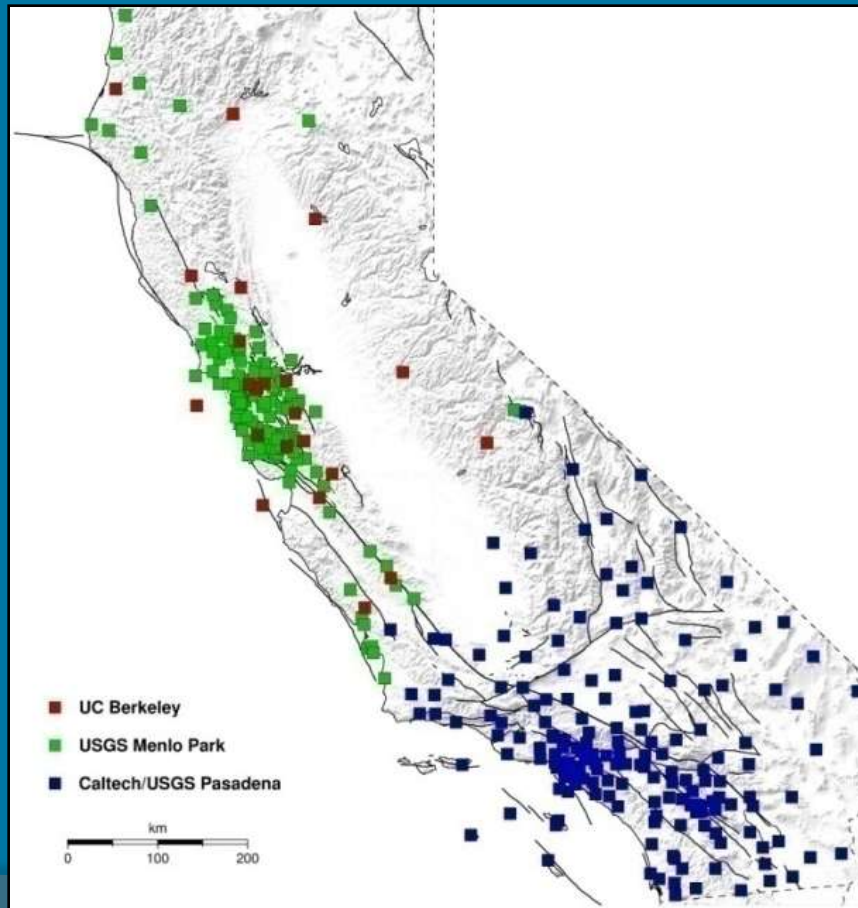 UC Berkeley
USGS Menlo Park
Caltech/USGS Pasadena
km
0 100 200